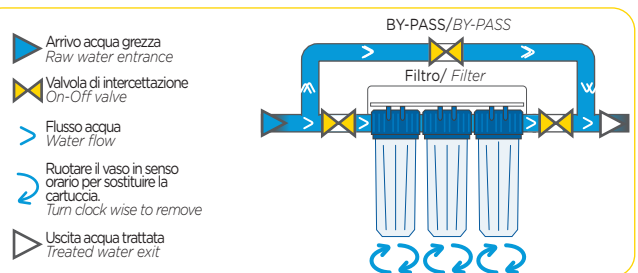 Arrivo acqua grezza
Raw water entrance
Valvola di intercettazione
On-Off valve
Flusso acqua
Water flow
Ruotare il vaso in senso
orario per sostituire la
cartuccia.
Turn clock wise to remove
Uscita acqua trattata
Treated water exit
BY-PASS/BY-PASS
Filtro/ Filter